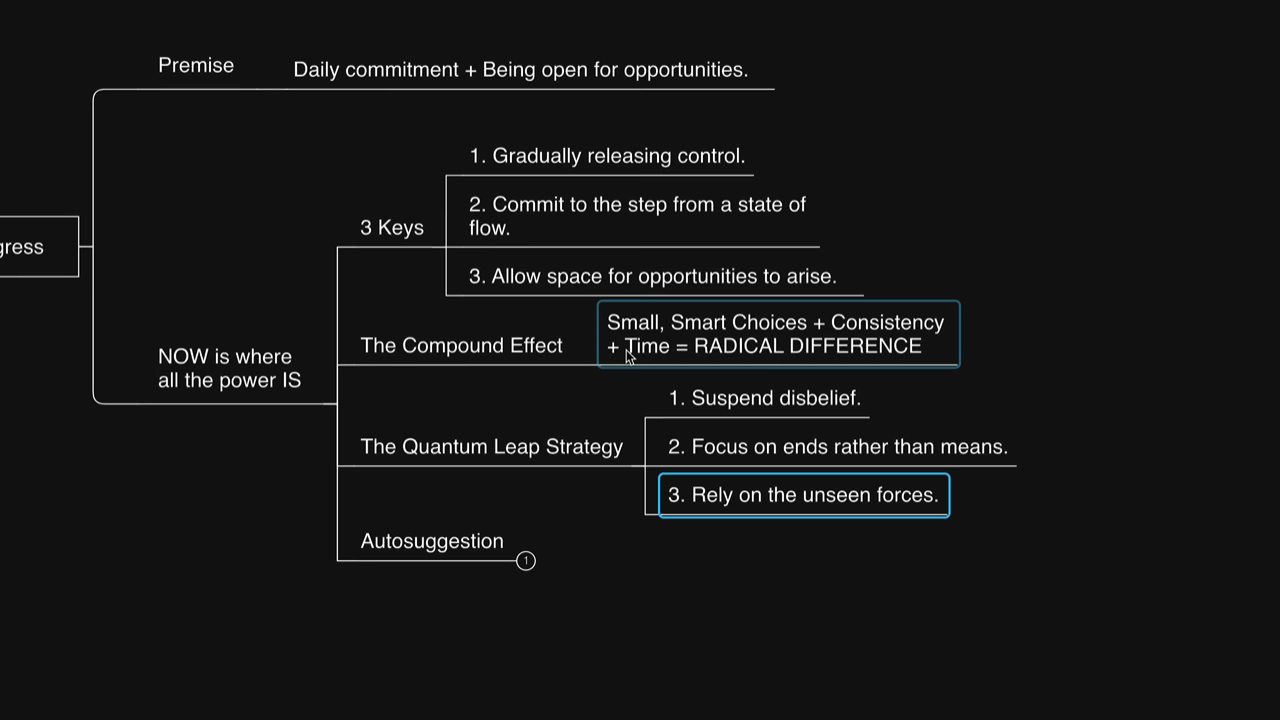 Premise
Daily commitment + Being open for opportunities.
1. Gradually releasing control.
2. Commit to the step from a state of
flow.
3 Keys
3. Allow space for opportunities to arise.
gress
Small, Smart Choices + Consistency
+ Time = RADICAL DIFFERENCE
The Compound Effect
NOW is where
all the power IS
1. Suspend disbelief.
The Quantum Leap Strategy
2. Focus on ends rather than means.
3. Rely on the unseen forces.
Autosuggestion
1